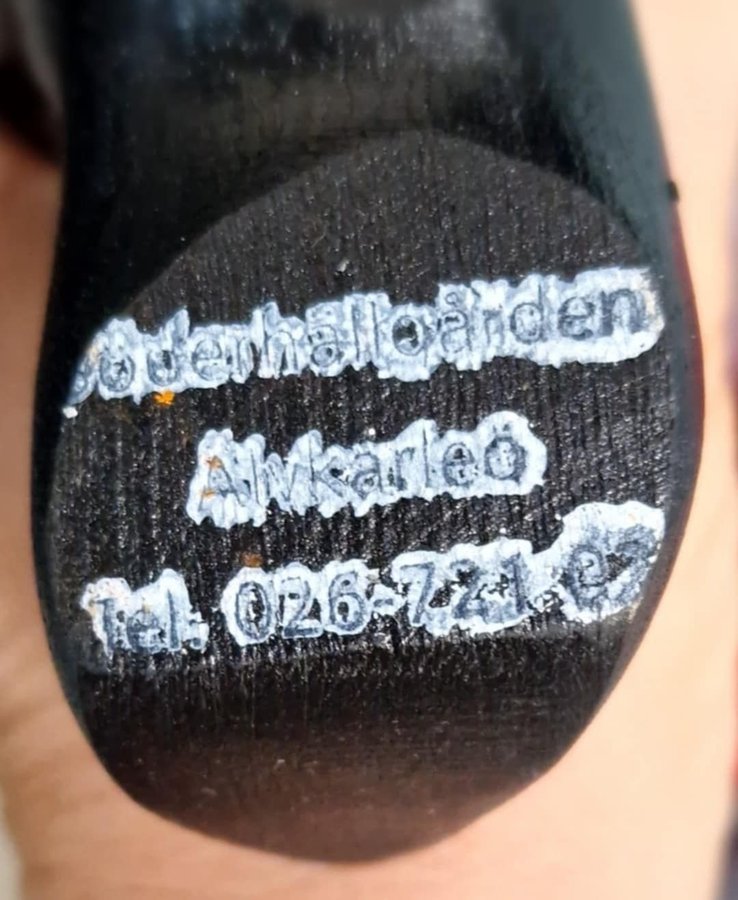 Söderhällgården
Älvkarleö
Tel. 026-721